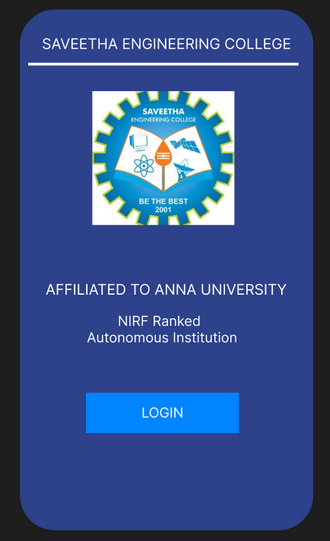 SAVEETHA ENGINEERING COLLEGE
SAVEETHA
ENGINEERING COLLEGE
BE THE BEST
2001
AFFILIATED TO ANNA UNIVERSITY
NIRF Ranked
Autonomous Institution
LOGIN